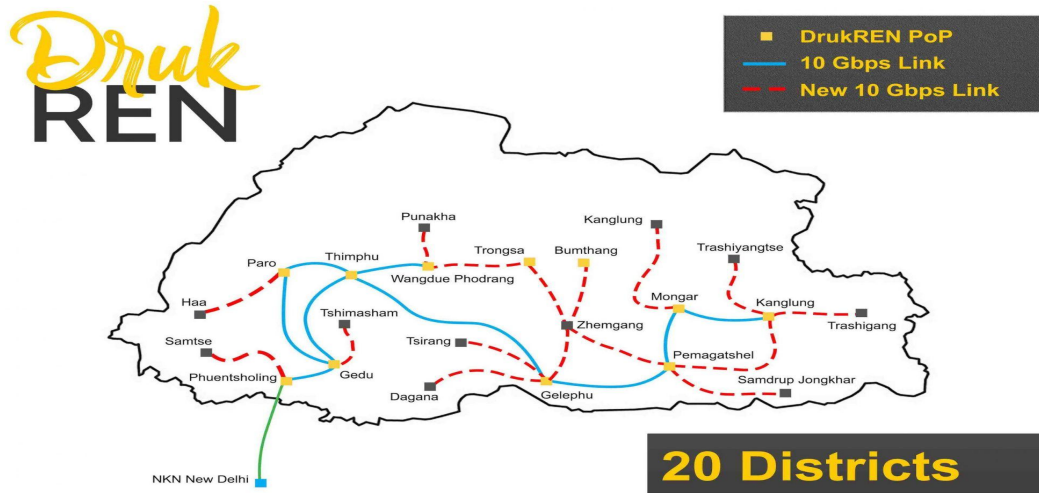 Druk
REN
DrukREN PoP
10 Gbps Link
New 10 Gbps Link
Punakha
Kanglung
Trongsa
Bumthang
Trashiyangtse
Paro
Thimphu
Wangdue Phodrang
Haa
Tshimasham
Mongar
Kanglung
Zhemgang
Trashigang
Samtse
Tsirang
Pemagatshel
Phuentsholing
Gedu
Samdrup Jongkhar
Dagana
Gelephu
NKN New Delhi
20 Districts